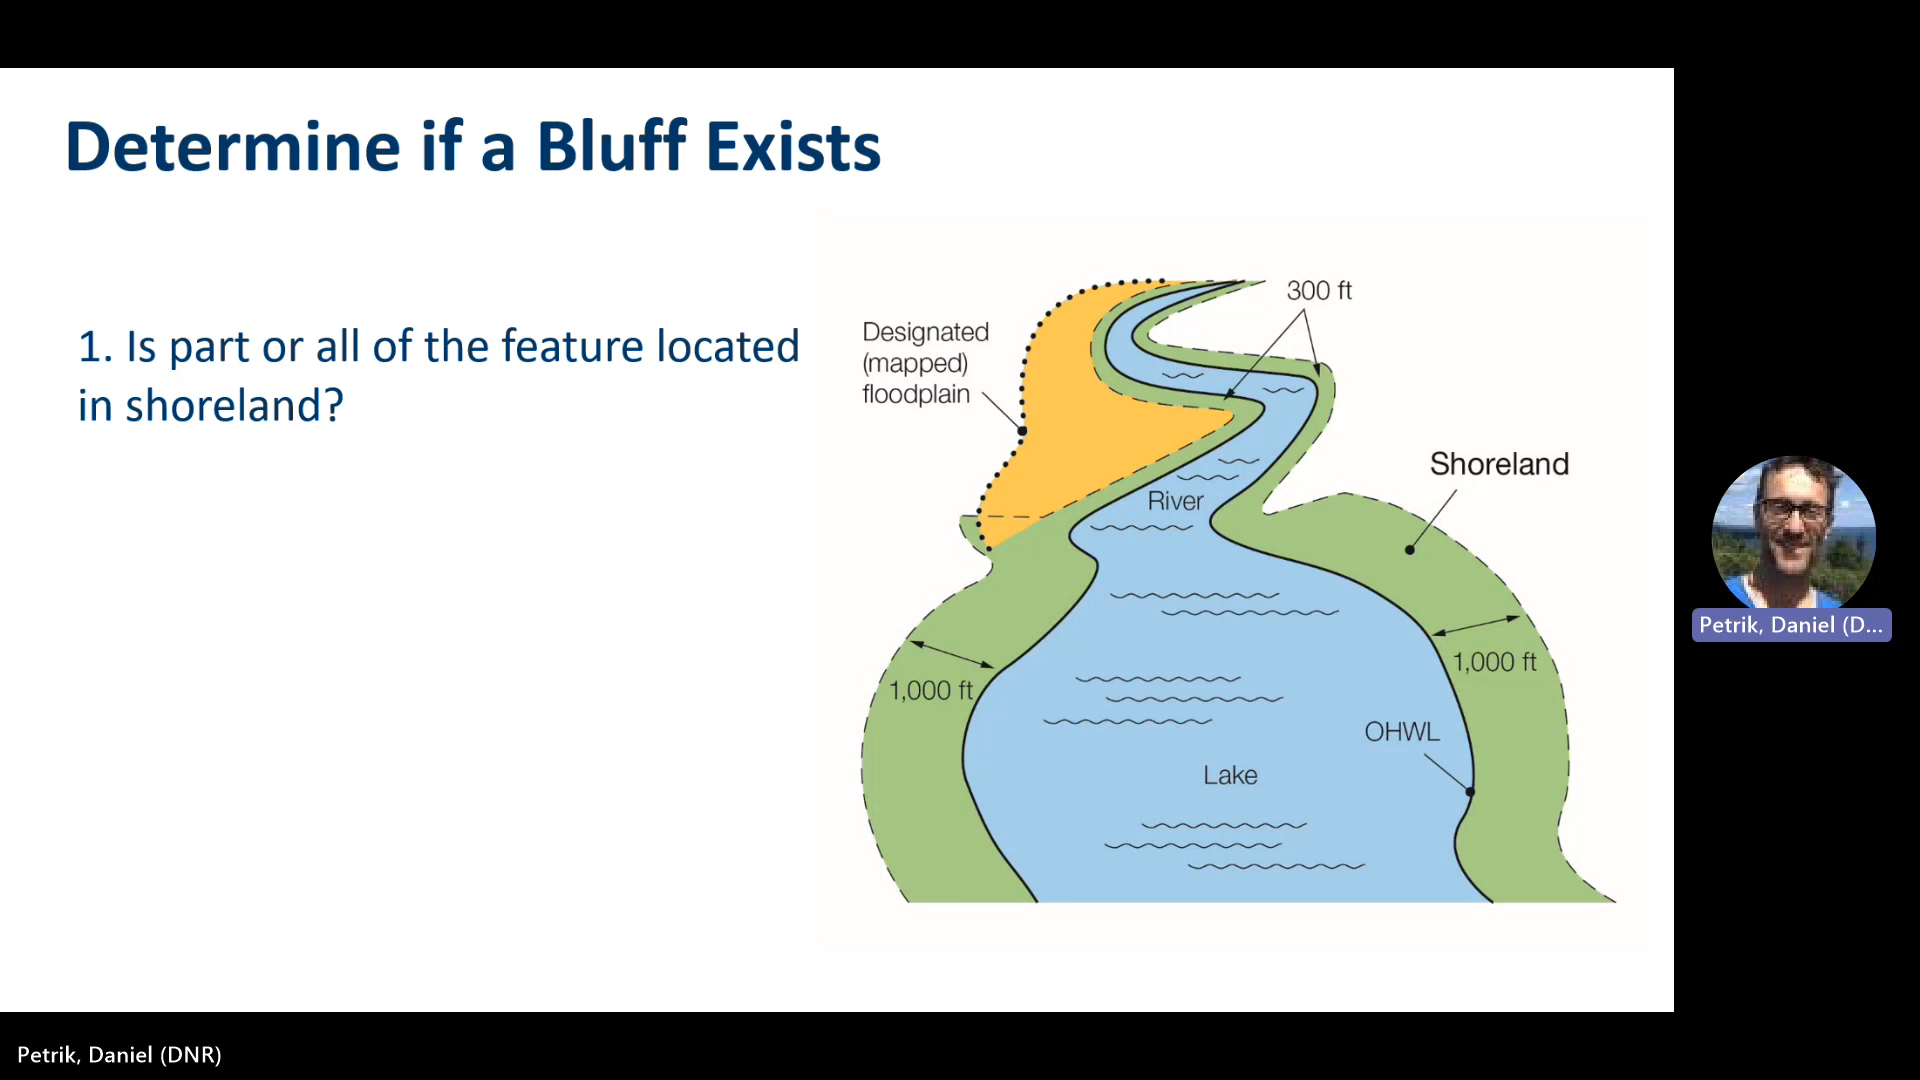 Determine if a Bluff Exists
1. Is part or all of the feature located
in shoreland?
Designated
(mapped)
floodplain
300 ft
Shoreland
River
1,000 ft
1,000 ft
OHWL
Lake
Petrik, Daniel (D...
Petrik, Daniel (DNR)